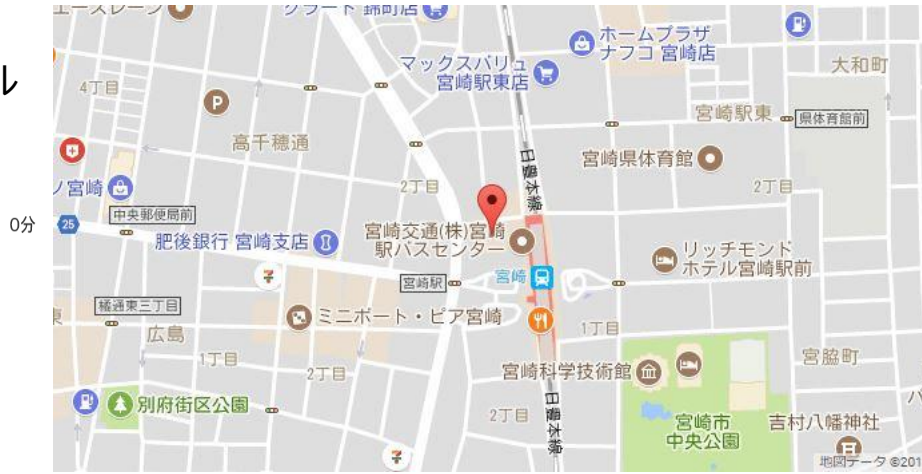 エースレーン
グラード 錦町店
ホームプラザ
ナフコ 宮崎店
マックスバリュ
宮崎駅東店
大和町
ル
4丁目
P
宮崎駅東
県体育館前
高千穂通
日豊本線
宮崎県体育館
2丁目
2丁目
ノ宮崎
中央郵便局前
0分
25
宮崎交通(株)宮崎
駅バスセンター
肥後銀行 宮崎支店
リッチモンド
ホテル宮崎駅前
7
宮崎駅
宮崎
橘通東三丁目
ミニボート・ピア宮崎
東
広島
1丁目
1丁目
2丁目
宮崎科学技術館
宮脇町
別府街区公園
2丁目
日豊本線
宮崎市
中央公園
吉村八幡神社
7
地図データ ©201